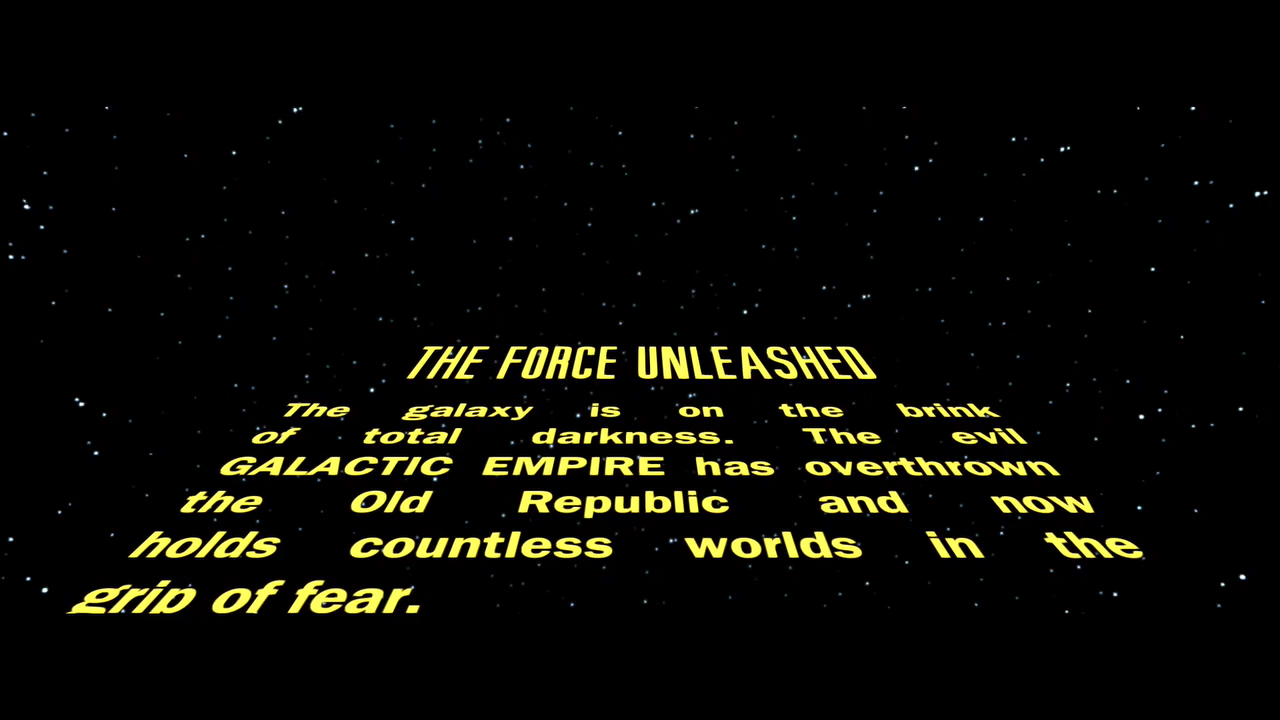 THE FORCE UNLEASHED
The galaxy is on the brink
of total darkness. The evil
GALACTIC EMPIRE has overthrown
the Old Republic and now
holds countless worlds in the
grip of fear.